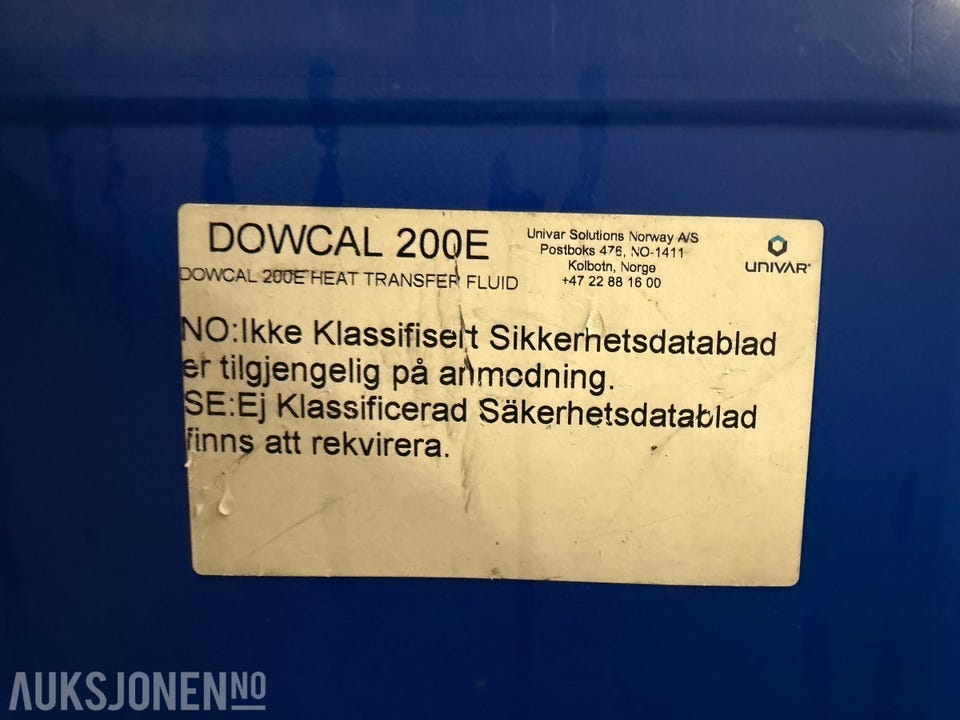 DOWCAL 200E
DOWCAL 200E HEAT TRANSFER FLUID
Univar Solutions Norway A/S
Postboks 476, NO-1411
Kolbotn, Norge
+47 22 88 16 00
UNIVAR
NO:Ikke Klassifisert Sikkerhetsdatablad
er tilgjengelig på anmodning.
SE:Ej Klassificerad Säkerhetsdatablad
finns att rekvirera.
AUKSJONEN.NO